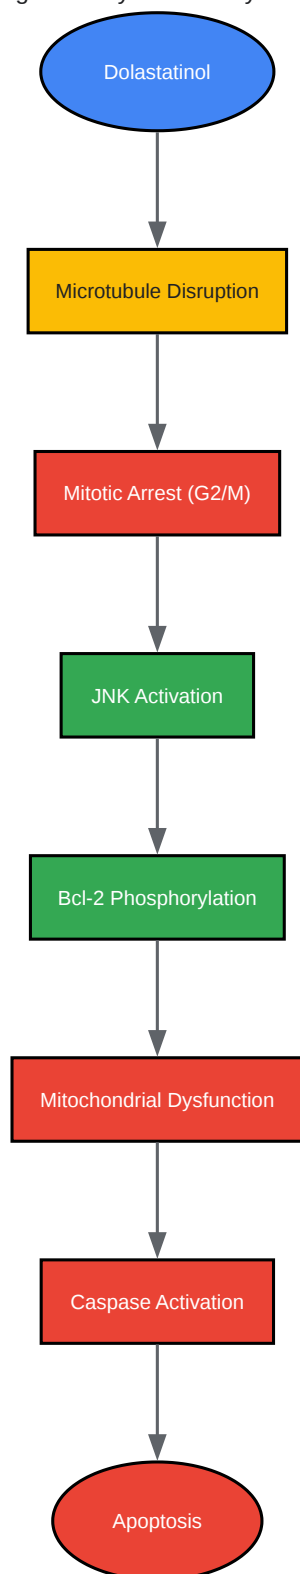 Dolastatinol
Microtubule Disruption
Mitotic Arrest (G2/M)
JNK Activation
Bcl-2 Phosphorylation
Mitochondrial Dysfunction
Caspase Activation
Apoptosis